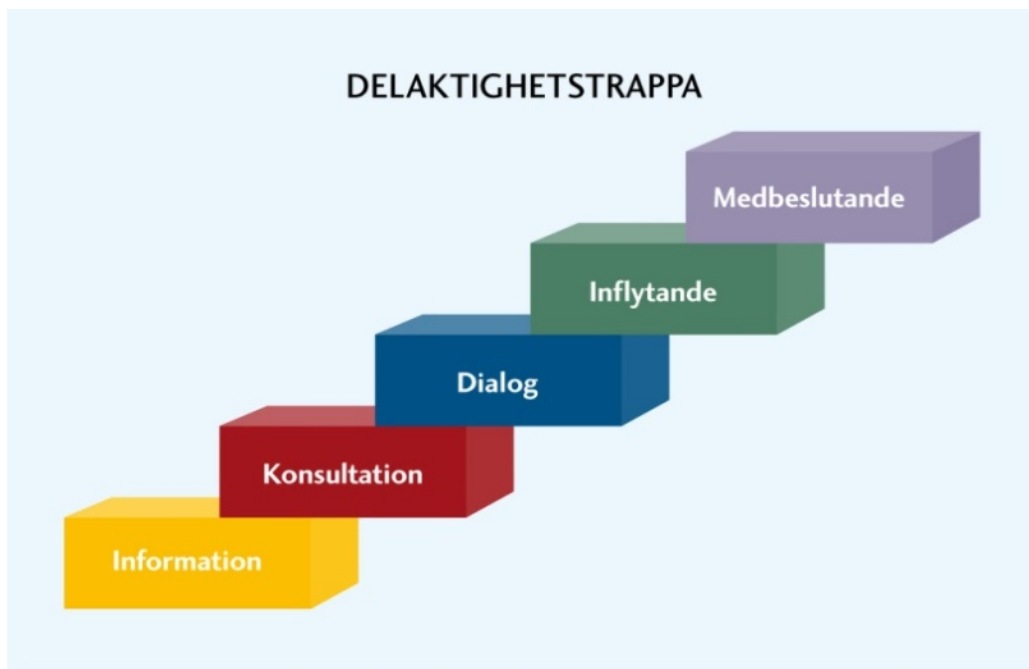 DELAKTIGHETSTRAPPA
Medbeslutande
Inflytande
Dialog
Konsultation
Information